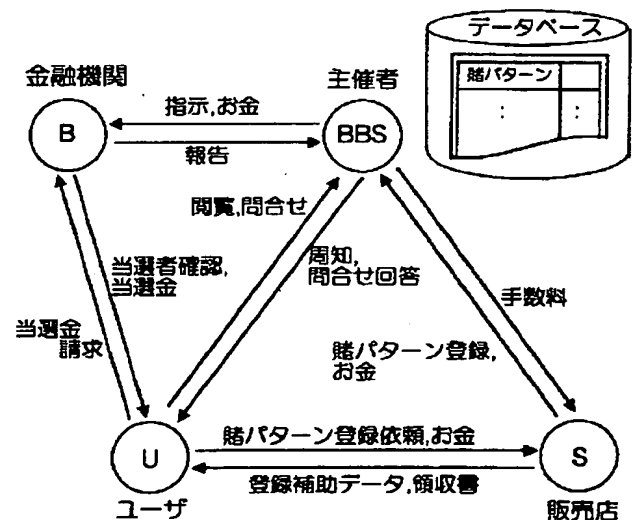 データベース
賭パターン
:
:
金融機関
B
主催者
BBS
指示,お金
報告
閲覧,問合せ
周知,
問合せ回答
当選者確認,
当選金
当選金
請求
手数料
賭パターン登録,
お金
賭パターン登録依頼,お金
登録補助データ,領収書
U
ユーザ
S
販売店